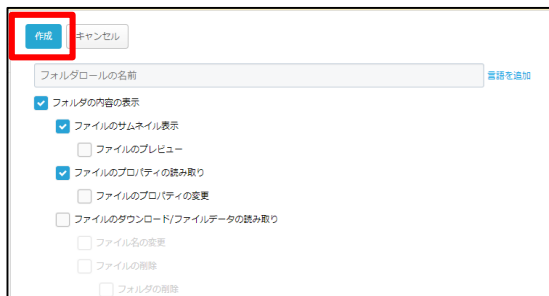 作成 キャンセル
フォルダロールの名前 言語を追加
フォルダの内容の表示
ファイルのサムネイル表示
ファイルのプレビュー
ファイルのプロパティの読み取り
ファイルのプロパティの変更
ファイルのダウンロード/ファイルデータの読み取り
ファイル名の変更
ファイルの削除
フォルダの削除